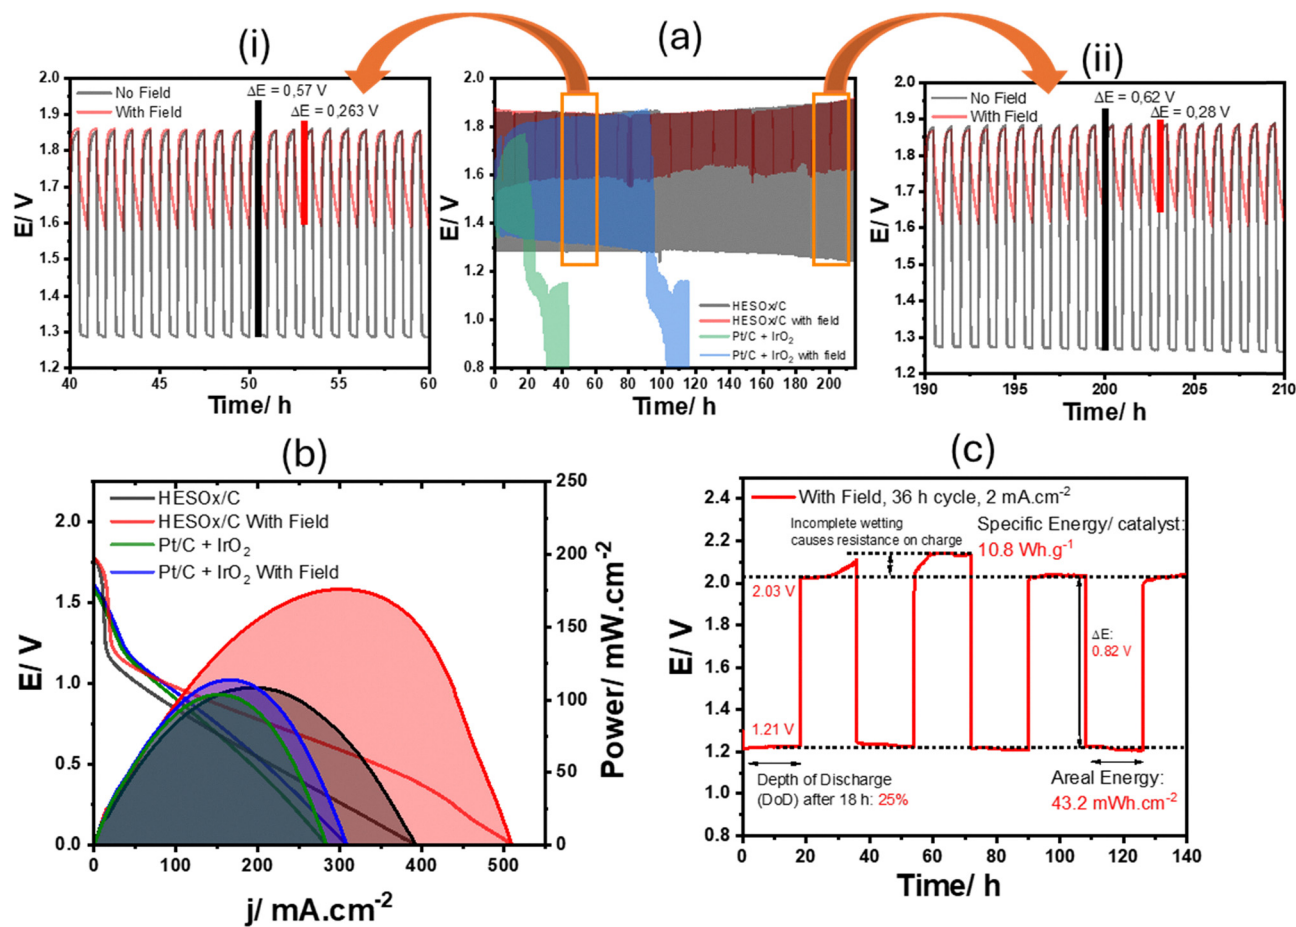 (i)
(a)
(ii)
E/ V
2.0
1.9
1.8
1.7
1.6
1.5
1.4
1.3
1.2
No Field
With Field
ΔE = 0,57 V
ΔE = 0,263 V
40
45
50
55
60
Time/ h
E/ V
2.0
1.8
1.6
1.4
1.2
1.0
0.8
HESOx/C
HESOx/C with field
Pt/C + IrO₂
Pt/C + IrO₂ with field
0
20
40
60
80
100
120
140
160
180
200
Time/ h
E/ V
2.0
1.9
1.8
1.7
1.6
1.5
1.4
1.3
1.2
No Field
With Field
ΔE = 0,62 V
ΔE = 0,28 V
190
195
200
205
210
Time/ h
(b)
E/ V
2.0
1.5
1.0
0.5
0.0
HESOx/C
HESOx/C With Field
Pt/C + IrO₂
Pt/C + IrO₂ With Field
250
200
150
100
50
0
Power/ mW.cm⁻²
0
100
200
300
400
500
j/ mA.cm⁻²
(c)
E/ V
2.4
2.2
2.0
1.8
1.6
1.4
1.2
1.0
0.8
With Field, 36 h cycle, 2 mA.cm⁻²
Incomplete wetting
causes resistance on charge
Specific Energy/ catalyst:
10.8 Wh.g⁻¹
2.03 V
ΔE:
0.82 V
1.21 V
Depth of Discharge
(DoD) after 18 h: 25%
Areal Energy:
43.2 mWh.cm⁻²
0
20
40
60
80
100
120
140
Time/ h